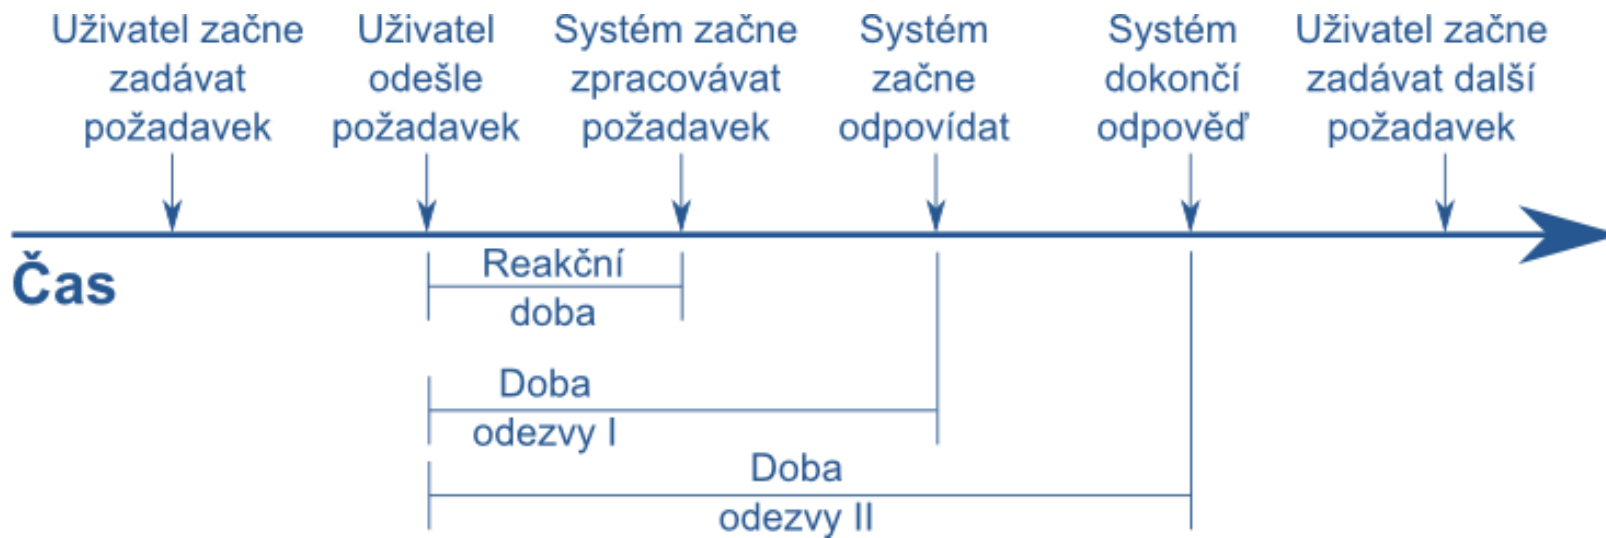 Uživatel začne
zadávat
požadavek
Uživatel
odešle
požadavek
Systém začne
zpracovávat
požadavek
Systém
začne
odpovídat
Systém
dokončí
odpověď
Uživatel začne
zadávat další
požadavek
Čas
Reakční
doba
Doba
odezvy I
Doba
odezvy II